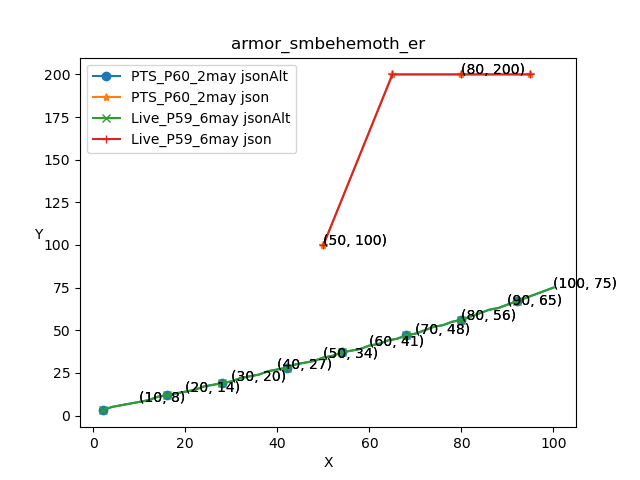 armor_smbehemoth_er
PTS_P60_2may jsonAlt
PTS_P60_2may json
Live_P59_6may jsonAlt
Live_P59_6may json
Y
200
175
150
125
100
75
50
25
0
(80, 200)
(50, 100)
(100, 75)
(90, 65)
(80, 56)
(70, 48)
(60, 41)
(50, 34)
(40, 27)
(30, 20)
(20, 14)
(10, 8)
0 20 40 60 80 100
X